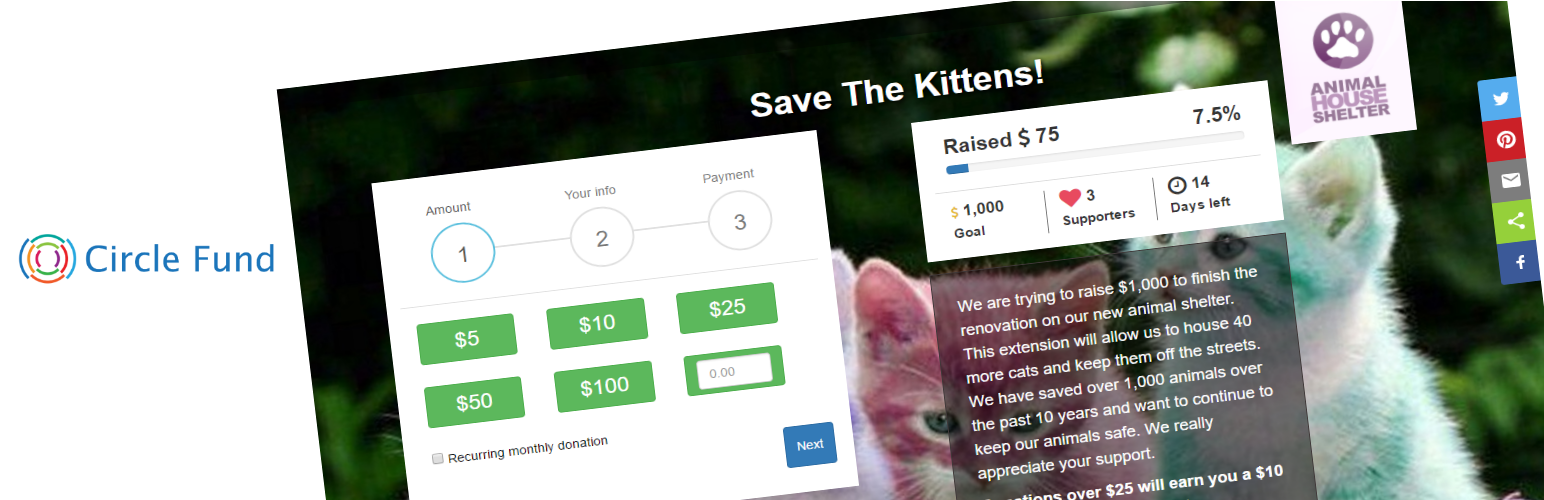 Circle Fund
Save The Kittens!
Amount
Your info
Payment
1
2
3
$5
$10
$25
$50
$100
0.00
Recurring monthly donation
Next
Raised $ 75
7.5%
$ 1,000
Goal
3
Supporters
14
Days left
ANIMAL
HOUSE
SHELTER
We are trying to raise $1,000 to finish the
renovation on our new animal shelter.
This extension will allow us to house 40
more cats and keep them off the streets.
We have saved over 1,000 animals over
the past 10 years and want to continue to
keep our animals safe. We really
appreciate your support.
over $25 will earn you a $10